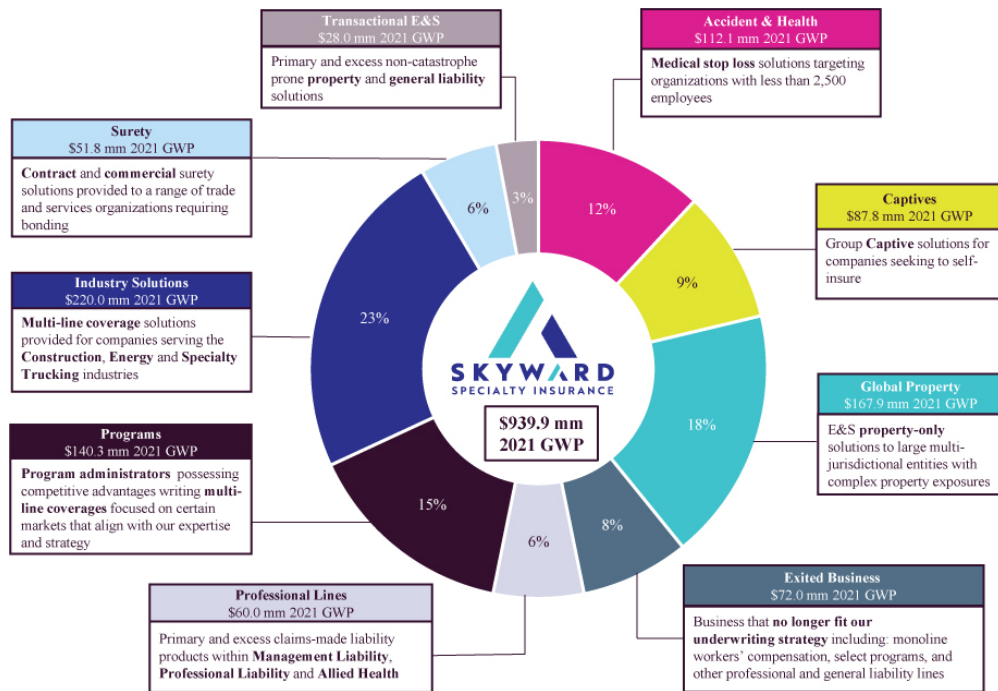 Transactional E&S
$28.0 mm 2021 GWP
Primary and excess non-catastrophe
prone property and general liability
solutions
Accident & Health
$112.1 mm 2021 GWP
Medical stop loss solutions targeting
organizations with less than 2,500
employees
Surety
$51.8 mm 2021 GWP
Contract and commercial surety
solutions provided to a range of trade
and services organizations requiring
bonding
Captives
$87.8 mm 2021 GWP
Group Captive solutions for
companies seeking to self-
insure
Industry Solutions
$220.0 mm 2021 GWP
Multi-line coverage solutions
provided for companies serving the
Construction, Energy and Specialty
Trucking industries
Global Property
$167.9 mm 2021 GWP
E&S property-only
solutions to large multi-
jurisdictional entities with
complex property exposures
Programs
$140.3 mm 2021 GWP
Program administrators possessing
competitive advantages writing multi-
line coverages focused on certain
markets that align with our expertise
and strategy
Professional Lines
$60.0 mm 2021 GWP
Primary and excess claims-made liability
products within Management Liability,
Professional Liability and Allied Health
Exited Business
$72.0 mm 2021 GWP
Business that no longer fit our
underwriting strategy including: monoline
workers' compensation, select programs, and
other professional and general liability lines
3%
12%
6%
9%
23%
18%
15%
8%
6%
SKYWARD
SPECIALTY INSURANCE
$939.9 mm
2021 GWP